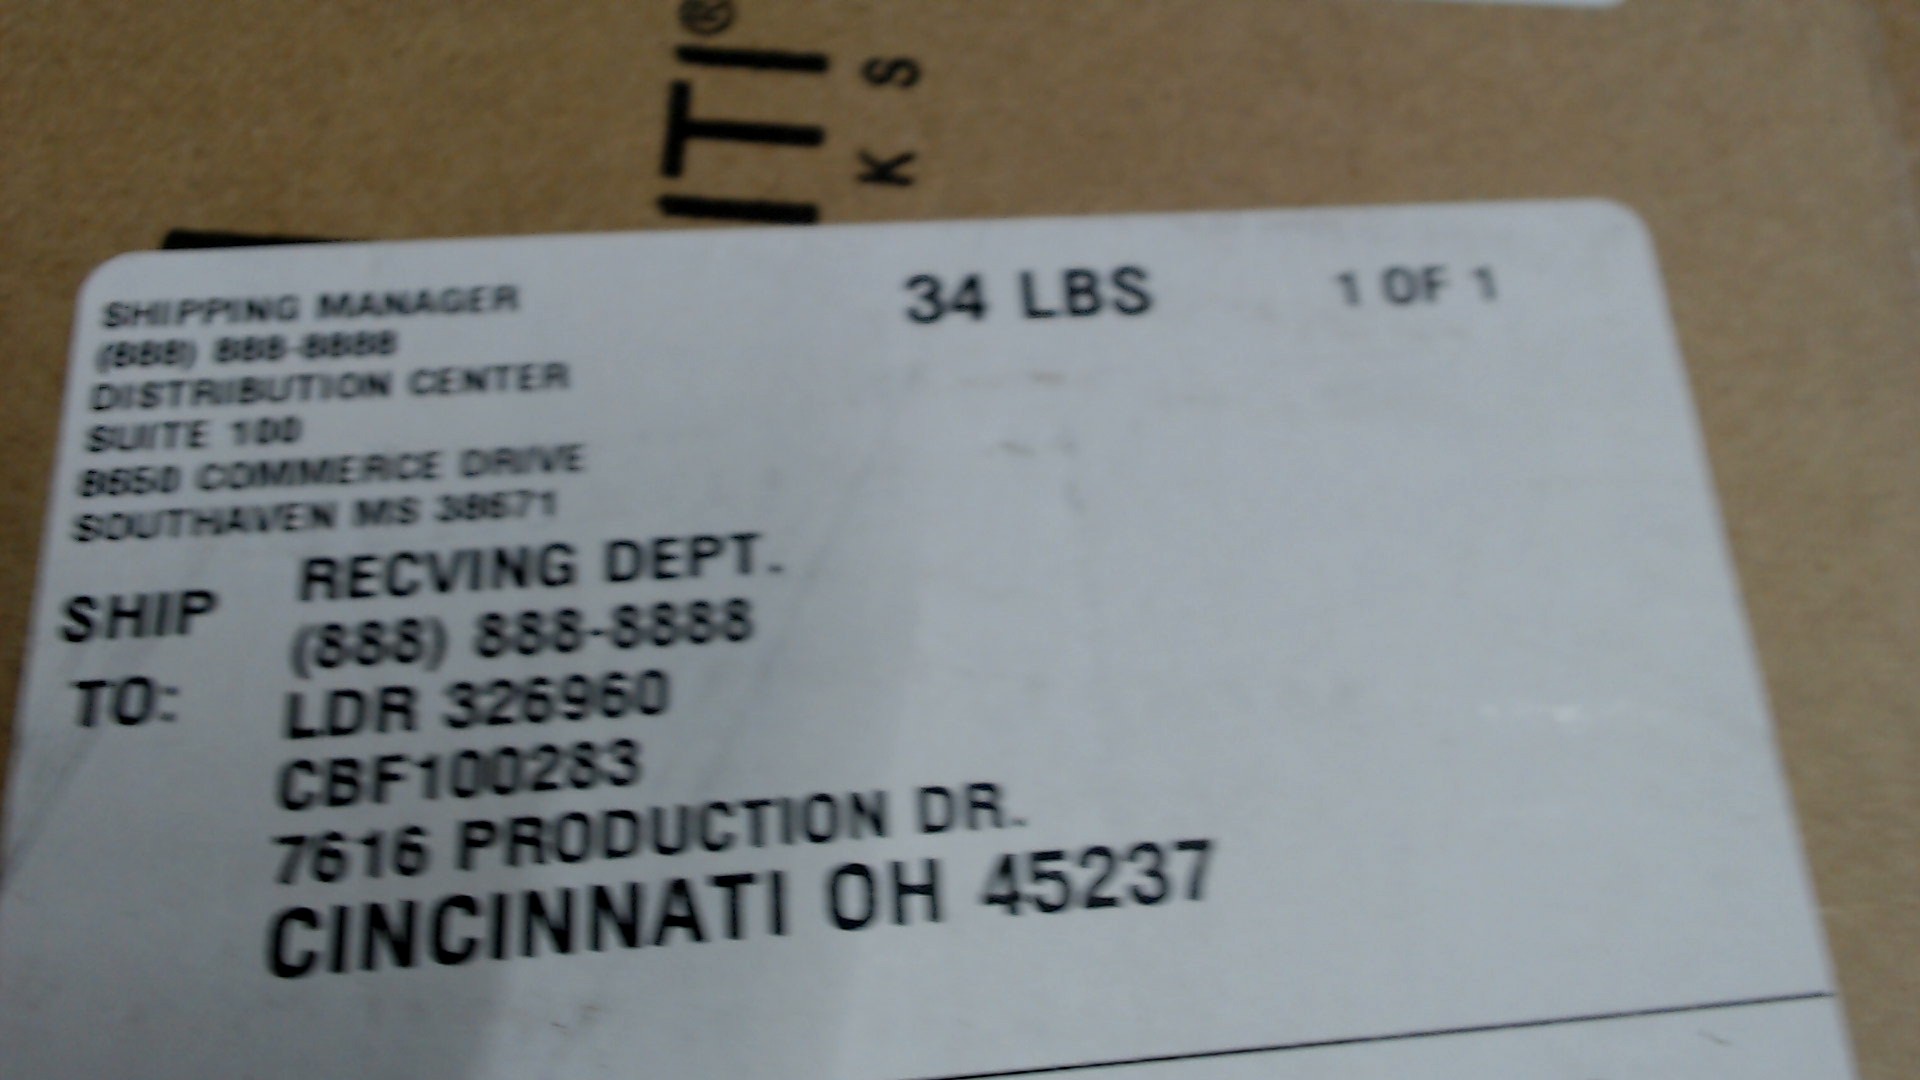 ITI®
KS
SHIPPING MANAGER
(888) 888-8888
DISTRIBUTION CENTER
SUITE 100
8650 COMMERCE DRIVE
SOUTHAVEN MS 38671
34 LBS
1 OF 1
SHIP TO:
RECVING DEPT.
(888) 888-8888
LDR 326960
CBF100283
7616 PRODUCTION DR.
CINCINNATI OH 45237